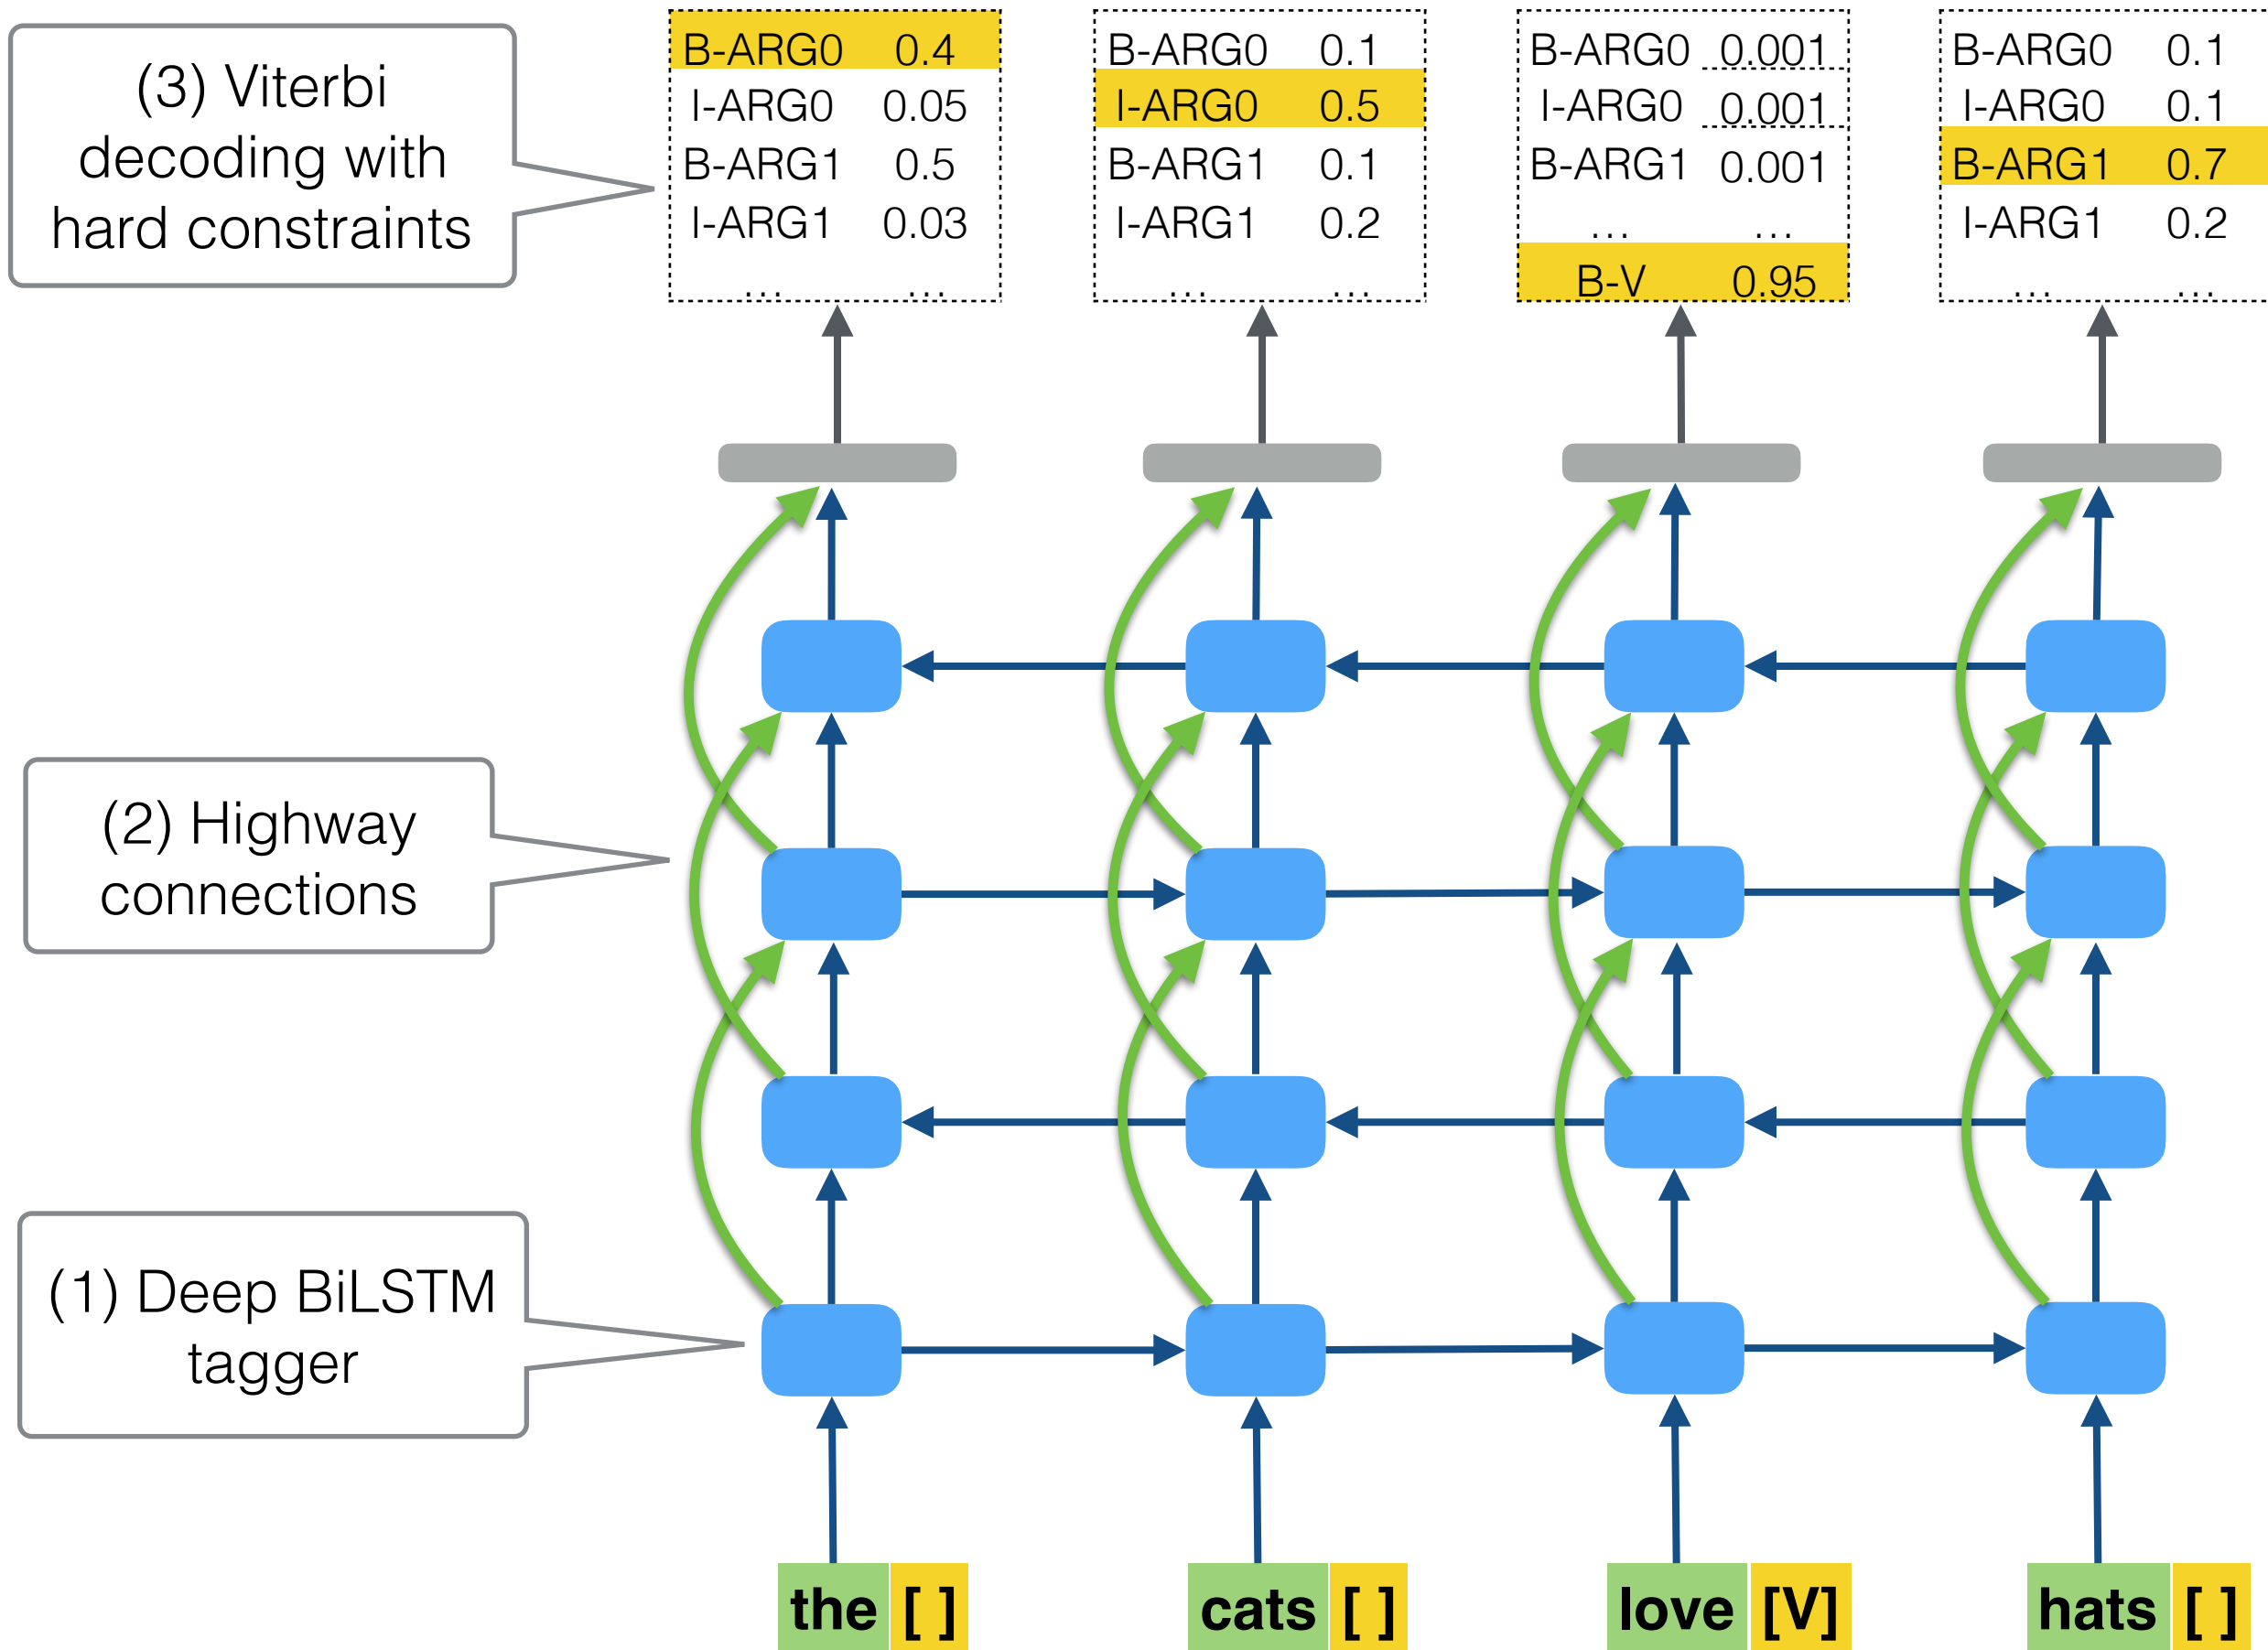 (3) Viterbi
decoding with
hard constraints
B-ARG0 0.4
I-ARG0 0.05
B-ARG1 0.5
I-ARG1 0.03
... ...
B-ARG0 0.1
I-ARG0 0.5
B-ARG1 0.1
I-ARG1 0.2
... ...
B-ARG0 0.001
I-ARG0 0.001
B-ARG1 0.001
... ...
B-V 0.95
B-ARG0 0.1
I-ARG0 0.1
B-ARG1 0.7
I-ARG1 0.2
... ...
(2) Highway
connections
(1) Deep BiLSTM
tagger
the [ ] cats [ ] love [V] hats [ ]